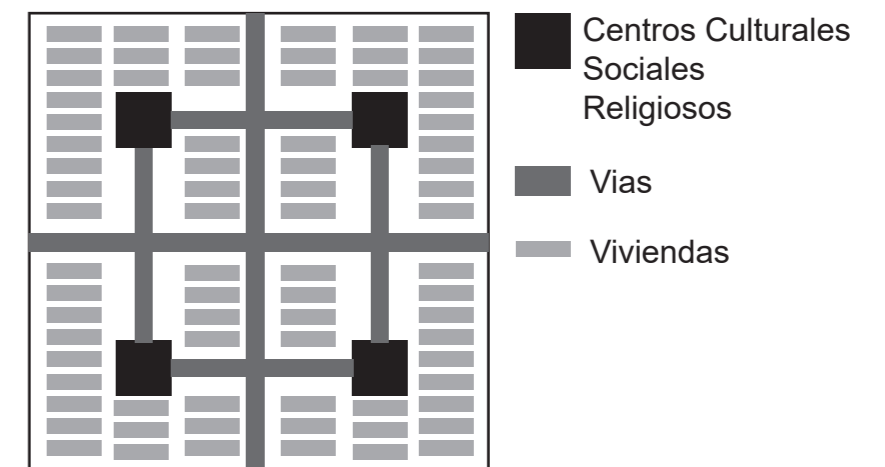 Centros Culturales
Sociales
Religiosos
Vias
Viviendas